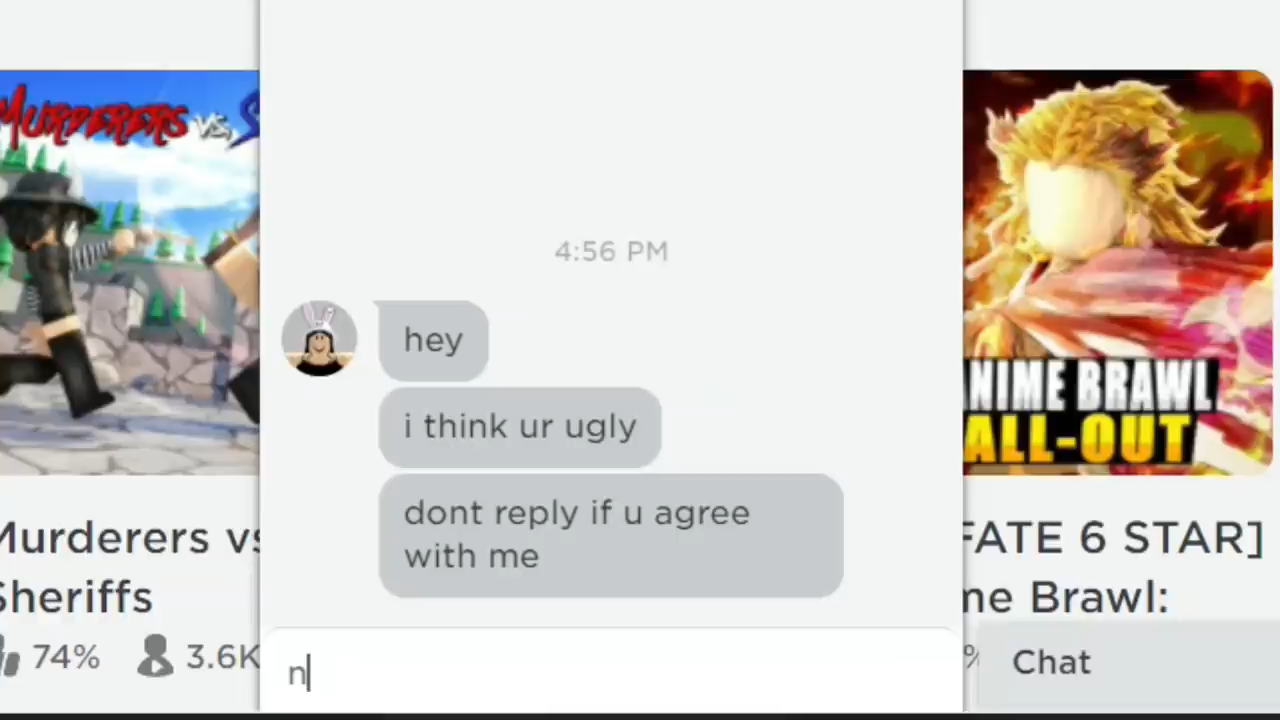 MURDERERS VS, S
4:56 PM
hey
i think ur ugly
dont reply if u agree
with me
n
Murderers vs
Sheriffs
74% 3.6K
ANIME BRAWL
ALL-OUT
FATE 6 STAR]
me Brawl:
%
Chat